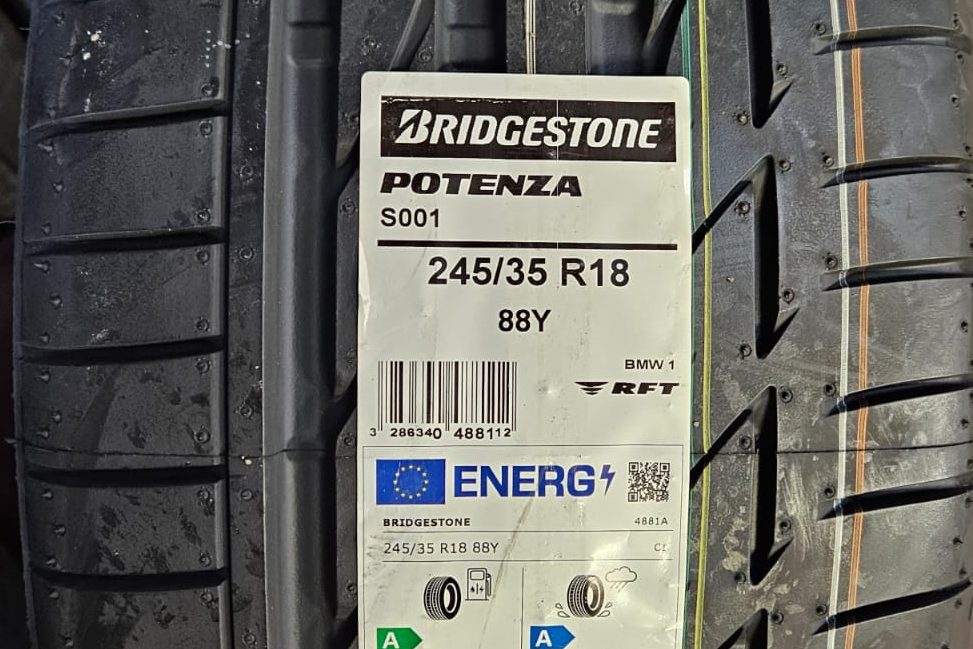 BRIDGESTONE
POTENZA
S001
245/35 R18
88Y
BMW 1
RFT
3 286340 488112
ENERG
BRIDGESTONE 4881A
245/35 R18 88Y C1
A A